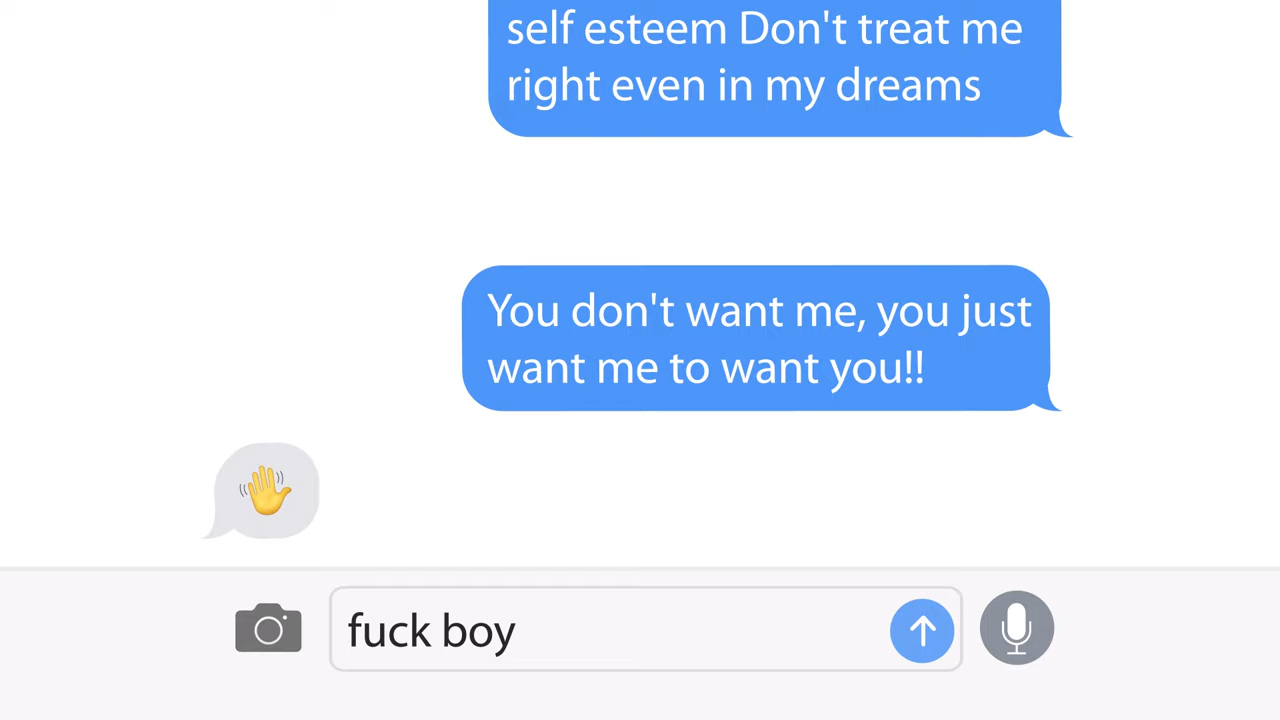 self esteem Don't treat me
right even in my dreams
You don't want me, you just
want me to want you!!
👋
fuck boy